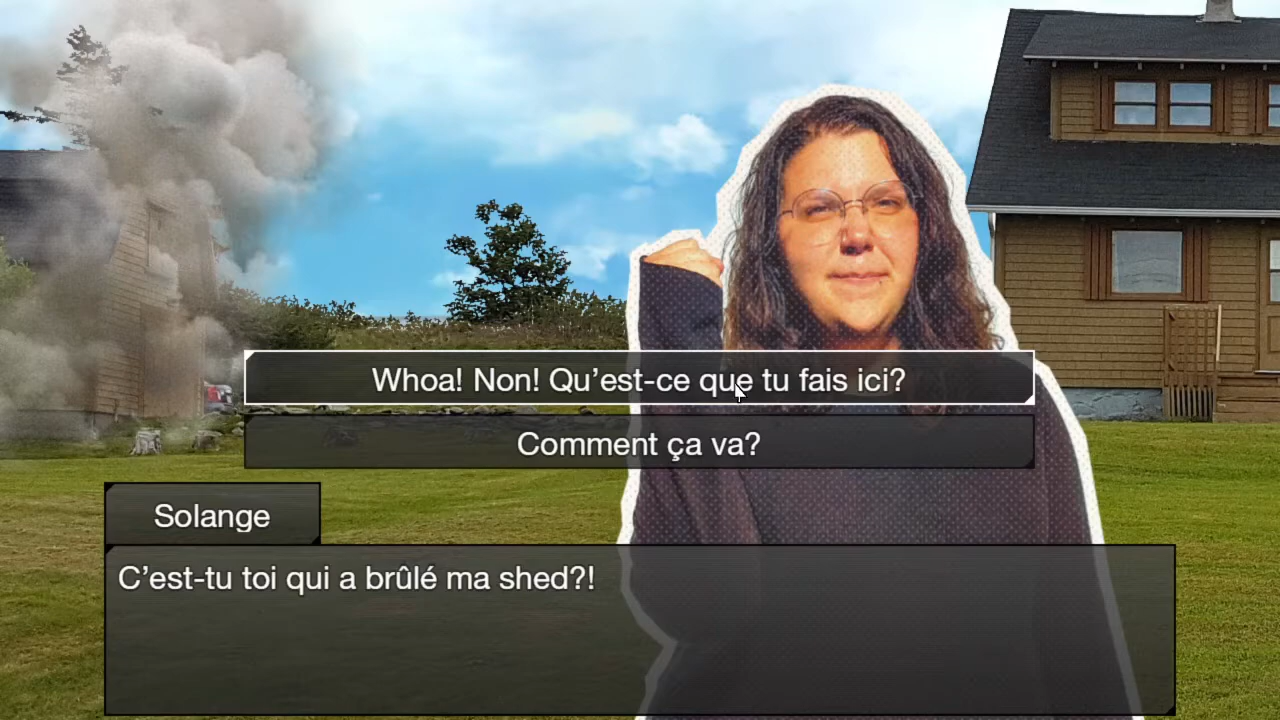 Whoa! Non! Qu’est-ce que tu fais ici?
Comment ça va?
Solange
C’est-tu toi qui a brûlé ma shed?!